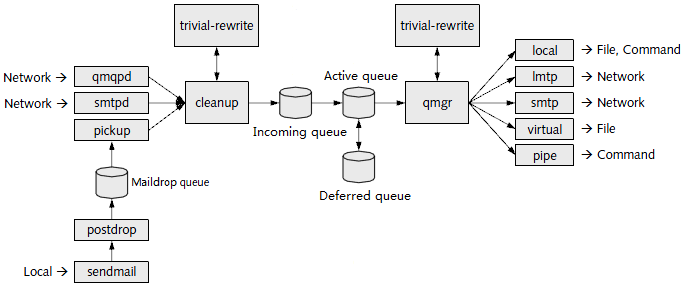 trivial-rewrite
trivial-rewrite
Network → qmqpd
Network → smtpd
pickup
cleanup
Incoming queue
Active queue
Deferred queue
qmgr
local → File, Command
lmtp → Network
smtp → Network
virtual → File
pipe → Command
Maildrop queue
postdrop
Local → sendmail